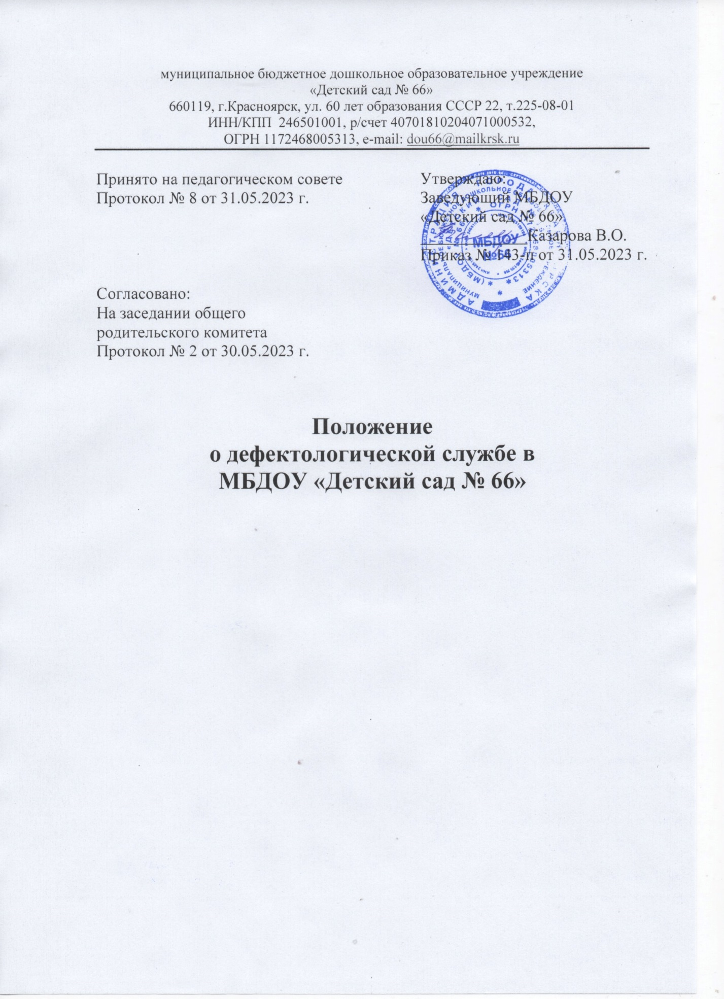 муниципальное бюджетное дошкольное образовательное учреждение
«Детский сад № 66»
660119, г.Красноярск, ул. 60 лет образования СССР 22, т.225-08-01
ИНН/КПП 246501001, р/счет 40701810204071000532,
ОГРН 1172468005313, e-mail: dou66@mailkrsk.ru
Принято на педагогическом совете
Протокол № 8 от 31.05.2023 г.
Утверждаю:
Заведующий МБДОУ
«Детский сад № 66»
Казарова В.О.
Приказ № 143-п от 31.05.2023 г.
МБДОУ
№66
Согласовано:
На заседании общего
родительского комитета
Протокол № 2 от 30.05.2023 г.
Положение
о дефектологической службе в
МБДОУ «Детский сад № 66»